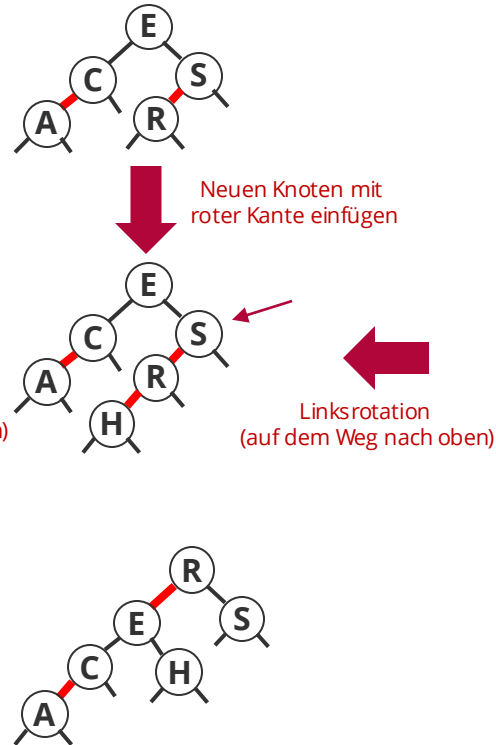 E
C S
A R
Neuen Knoten mit
roter Kante einfügen
E
C S
A R
H
Linksrotation
(auf dem Weg nach oben)
)
R
E S
C H
A